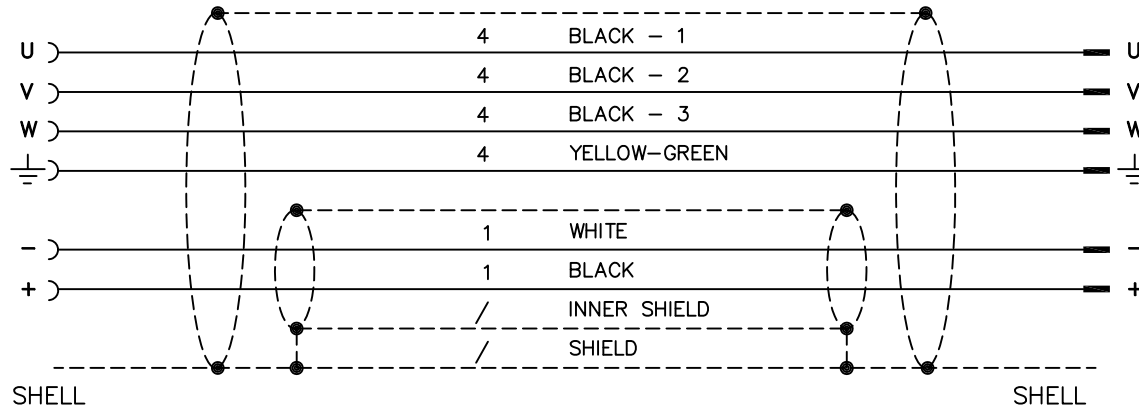 4 BLACK – 1
U U
4 BLACK – 2
V V
4 BLACK – 3
W W
4 YELLOW–GREEN
1 WHITE
– –
1 BLACK
+ +
/ INNER SHIELD
/ SHIELD
SHELL SHELL